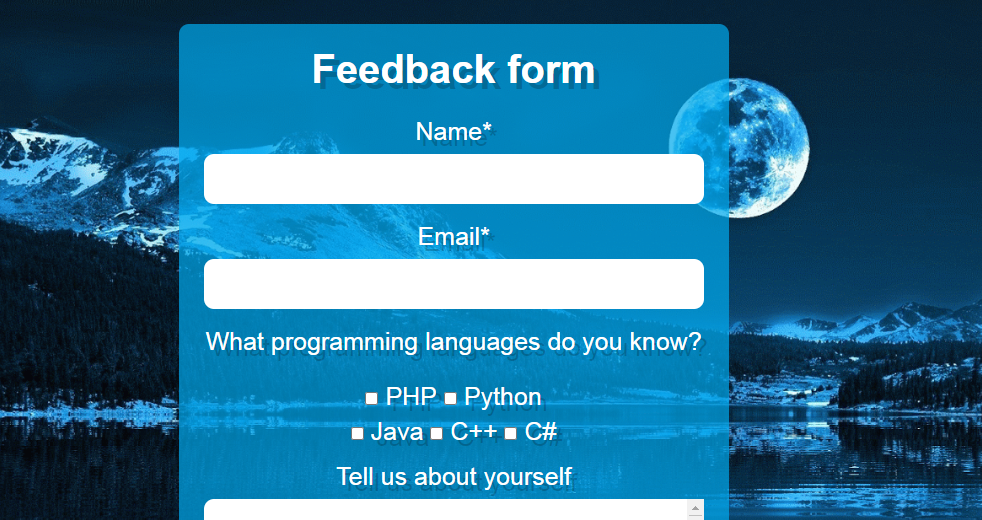 Feedback form
Name*
Email*
What programming languages do you know?
PHP Python
Java C++ C#
Tell us about yourself